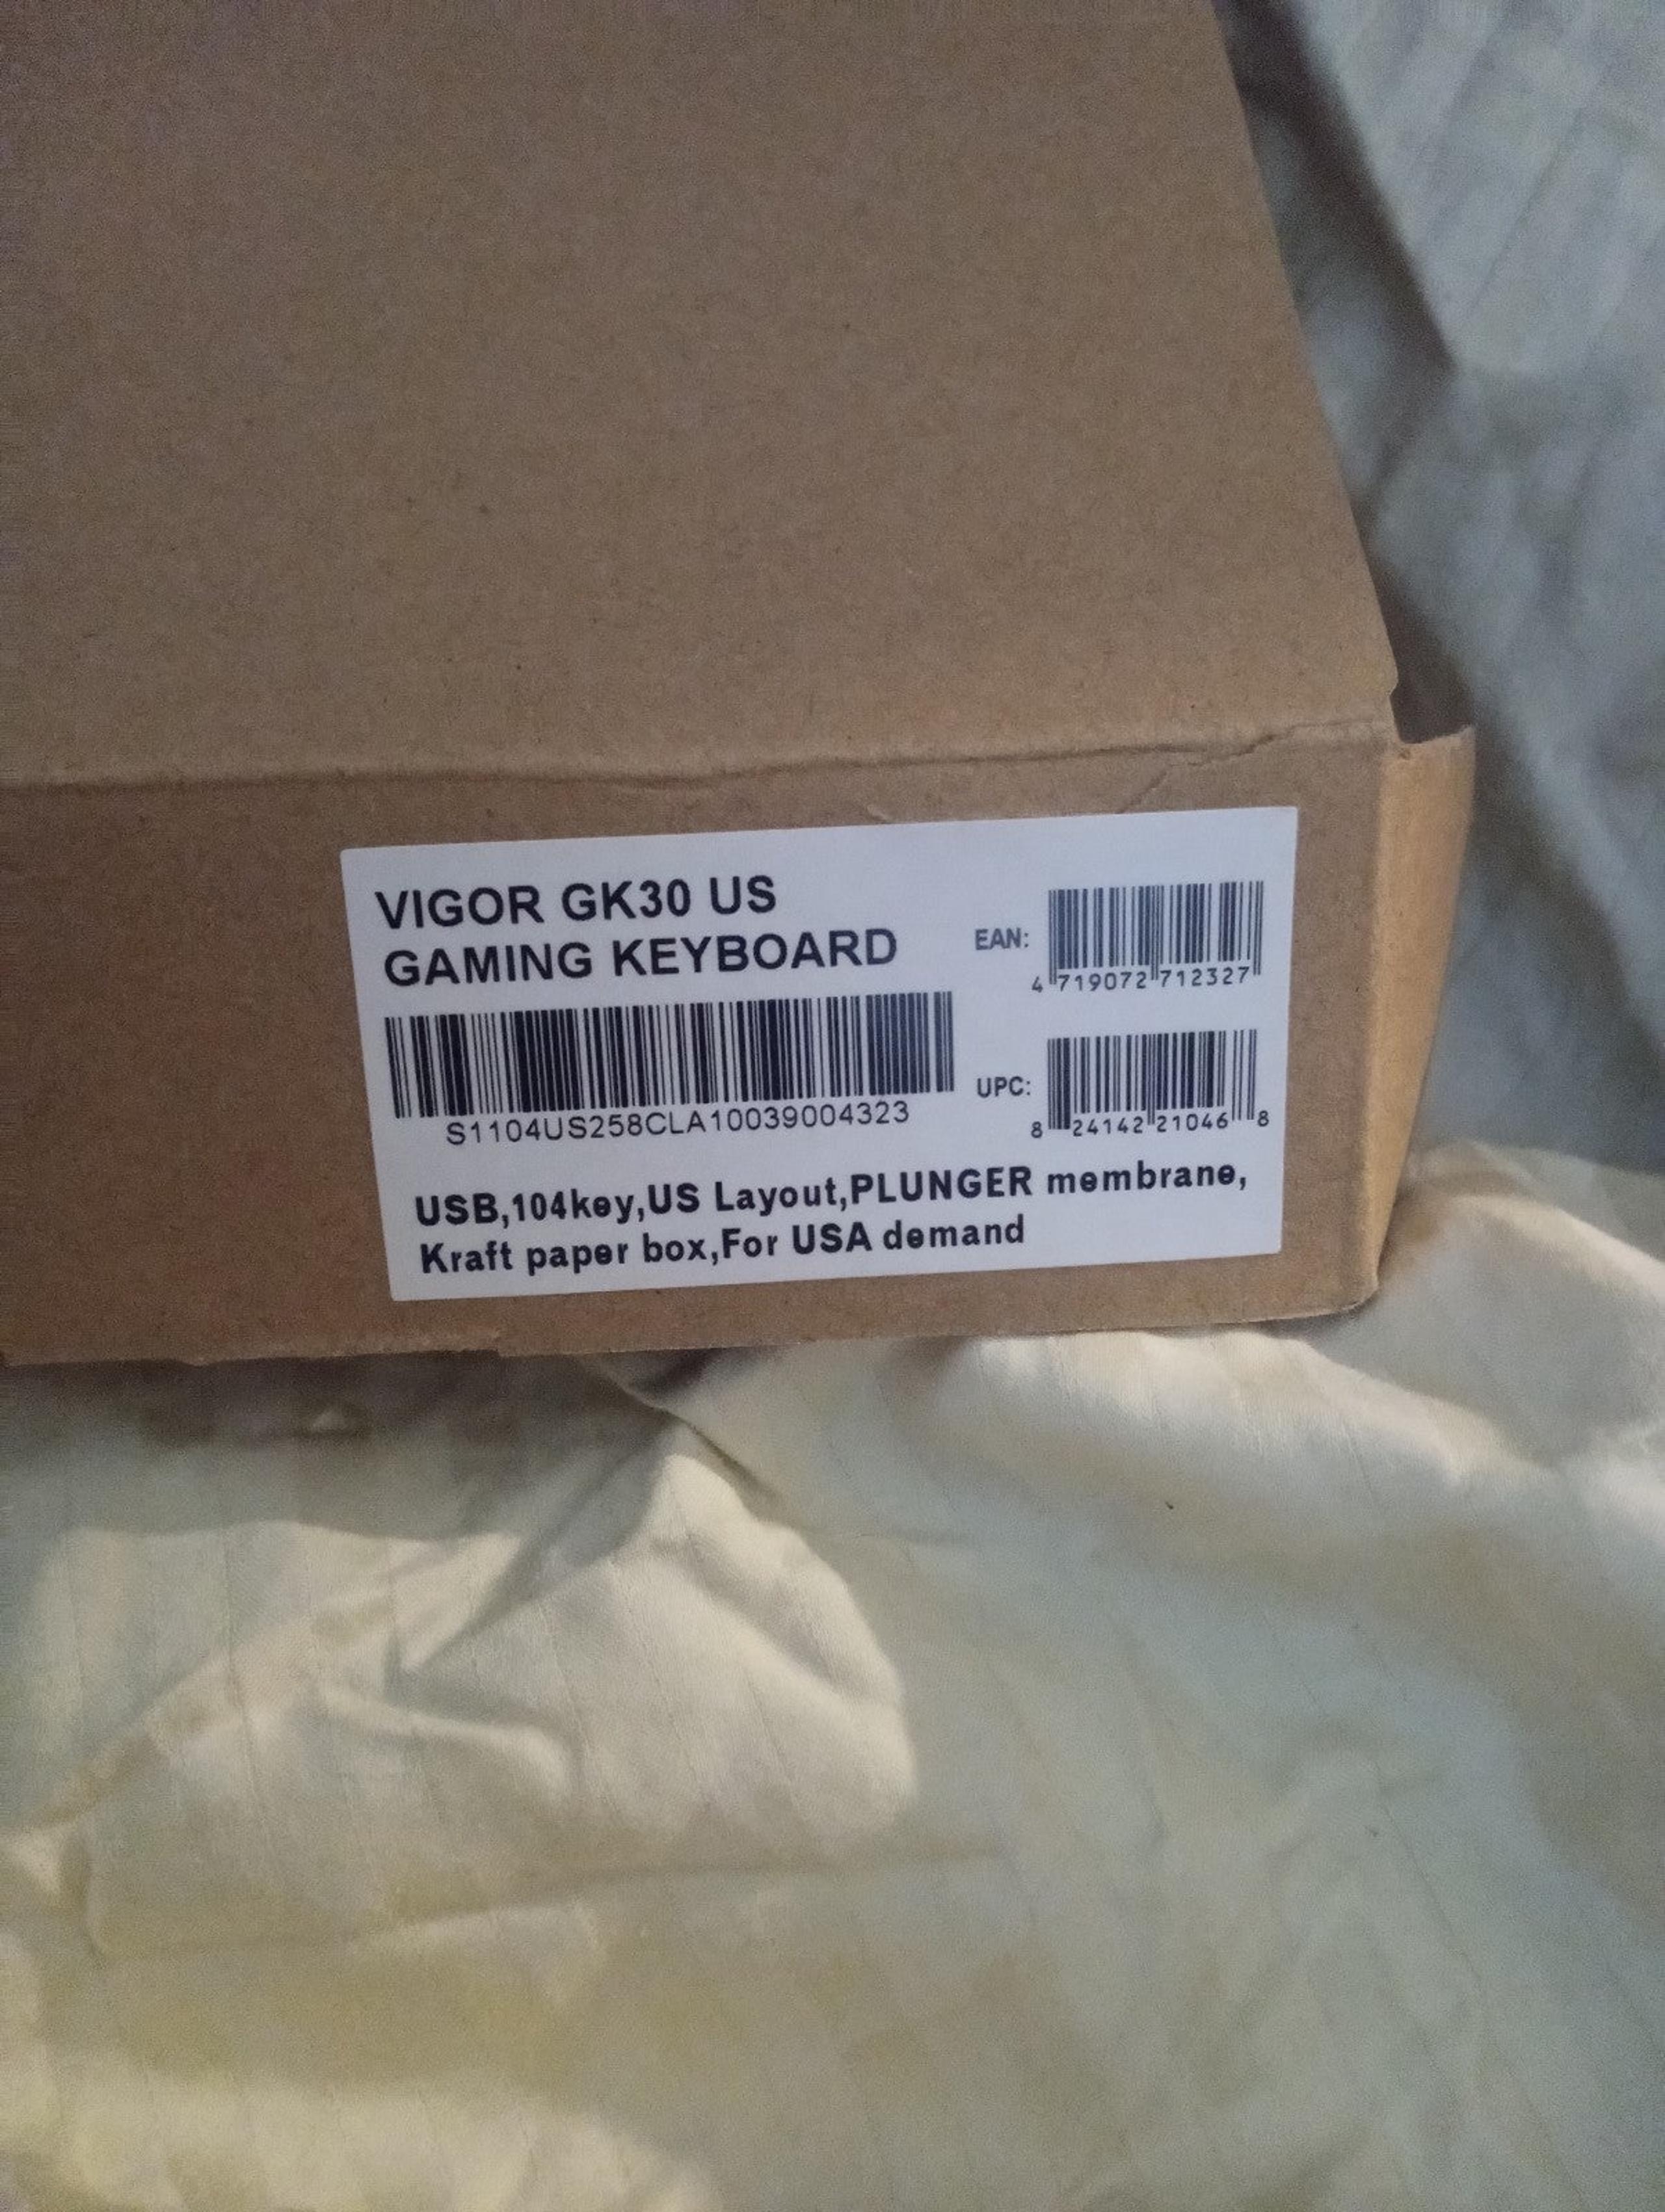 VIGOR GK30 US
GAMING KEYBOARD
S1104US258CLA10039004323
EAN:
4 719072 712327
UPC:
8 24142 21046 8
USB,104key,US Layout,PLUNGER membrane,
Kraft paper box,For USA demand